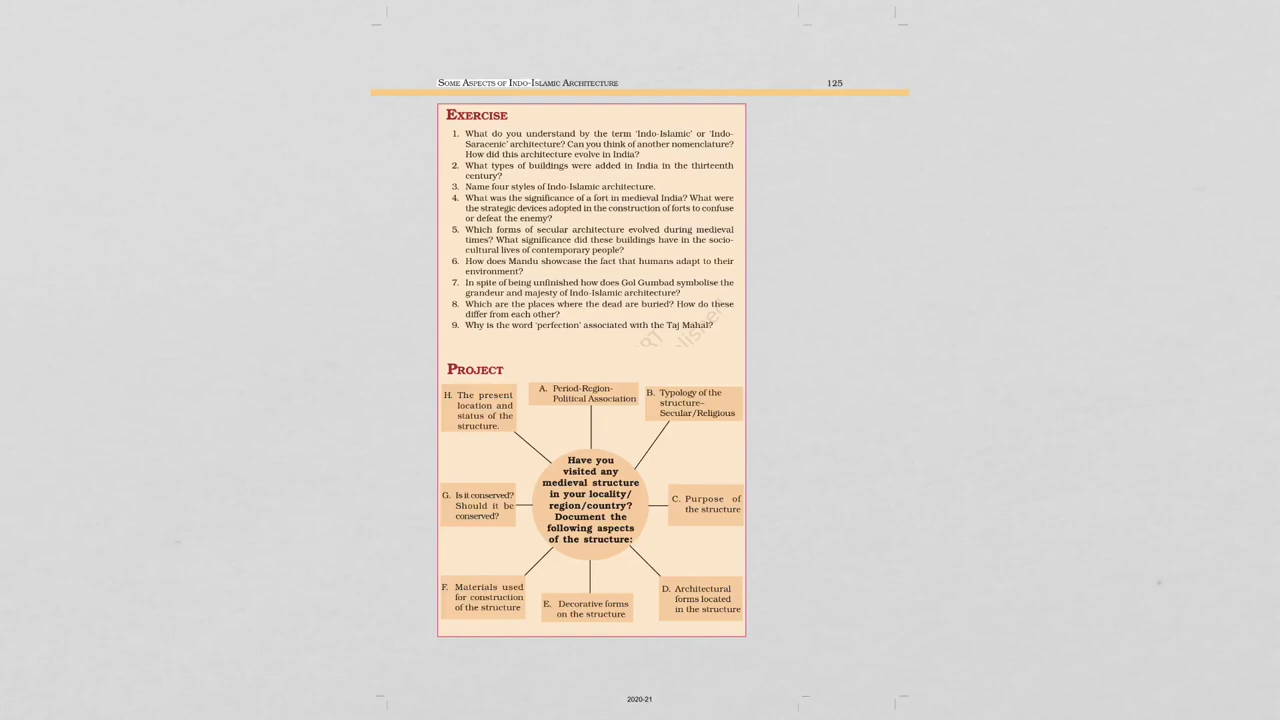 SOME ASPECTS OF INDO-ISLAMIC ARCHITECTURE 125
EXERCISE
1. What do you understand by the term ‘Indo-Islamic’ or ‘Indo-
Saracenic’ architecture? Can you think of another nomenclature?
How did this architecture evolve in India?
2. What types of buildings were added in India in the thirteenth
century?
3. Name four styles of Indo-Islamic architecture.
4. What was the significance of a fort in medieval India? What were
the strategic devices adopted in the construction of forts to confuse
or defeat the enemy?
5. Which forms of secular architecture evolved during medieval
times? What significance did these buildings have in the socio-
cultural lives of contemporary people?
6. How does Mandu showcase the fact that humans adapt to their
environment?
7. In spite of being unfinished how does Gol Gumbad symbolise the
grandeur and majesty of Indo-Islamic architecture?
8. Which are the places where the dead are buried? How do these
differ from each other?
9. Why is the word ‘perfection’ associated with the Taj Mahal?
PROJECT
A. Period-Region-
Political Association
B. Typology of the
structure–
Secular/Religious
C. Purpose of
the structure
D. Architectural
forms located
in the structure
E. Decorative forms
on the structure
F. Materials used
for construction
of the structure
G. Is it conserved?
Should it be
conserved?
H. The present
location and
status of the
structure.
Have you
visited any
medieval structure
in your locality/
region/country?
Document the
following aspects
of the structure:
2020-21